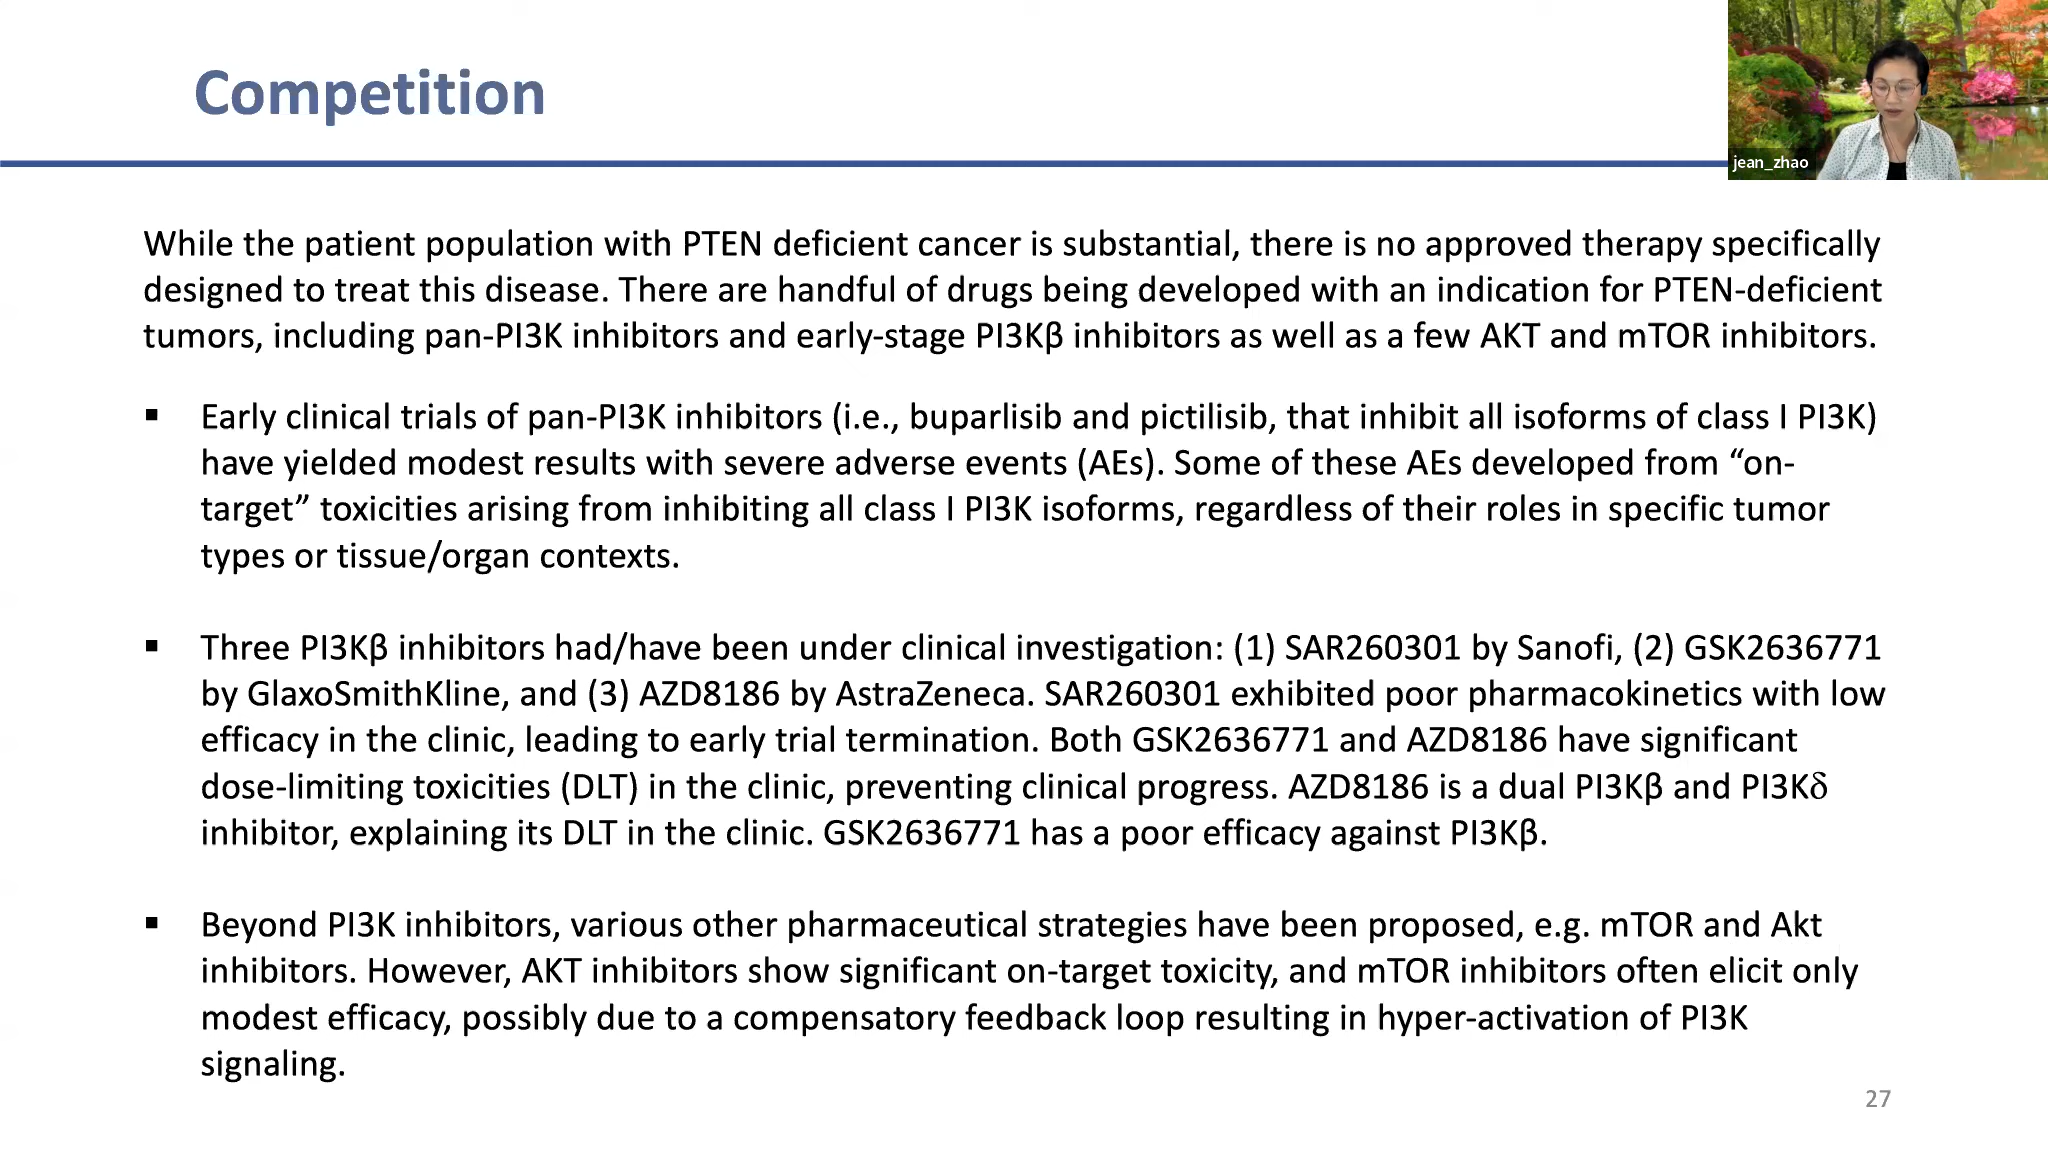 Competition
jean_zhao
While the patient population with PTEN deficient cancer is substantial, there is no approved therapy specifically
designed to treat this disease. There are handful of drugs being developed with an indication for PTEN-deficient
tumors, including pan-PI3K inhibitors and early-stage PI3Kβ inhibitors as well as a few AKT and mTOR inhibitors.
▪ Early clinical trials of pan-PI3K inhibitors (i.e., buparlisib and pictilisib, that inhibit all isoforms of class I PI3K)
have yielded modest results with severe adverse events (AEs). Some of these AEs developed from “on-
target” toxicities arising from inhibiting all class I PI3K isoforms, regardless of their roles in specific tumor
types or tissue/organ contexts.
▪ Three PI3Kβ inhibitors had/have been under clinical investigation: (1) SAR260301 by Sanofi, (2) GSK2636771
by GlaxoSmithKline, and (3) AZD8186 by AstraZeneca. SAR260301 exhibited poor pharmacokinetics with low
efficacy in the clinic, leading to early trial termination. Both GSK2636771 and AZD8186 have significant
dose-limiting toxicities (DLT) in the clinic, preventing clinical progress. AZD8186 is a dual PI3Kβ and PI3Kδ
inhibitor, explaining its DLT in the clinic. GSK2636771 has a poor efficacy against PI3Kβ.
▪ Beyond PI3K inhibitors, various other pharmaceutical strategies have been proposed, e.g. mTOR and Akt
inhibitors. However, AKT inhibitors show significant on-target toxicity, and mTOR inhibitors often elicit only
modest efficacy, possibly due to a compensatory feedback loop resulting in hyper-activation of PI3K
signaling.
27